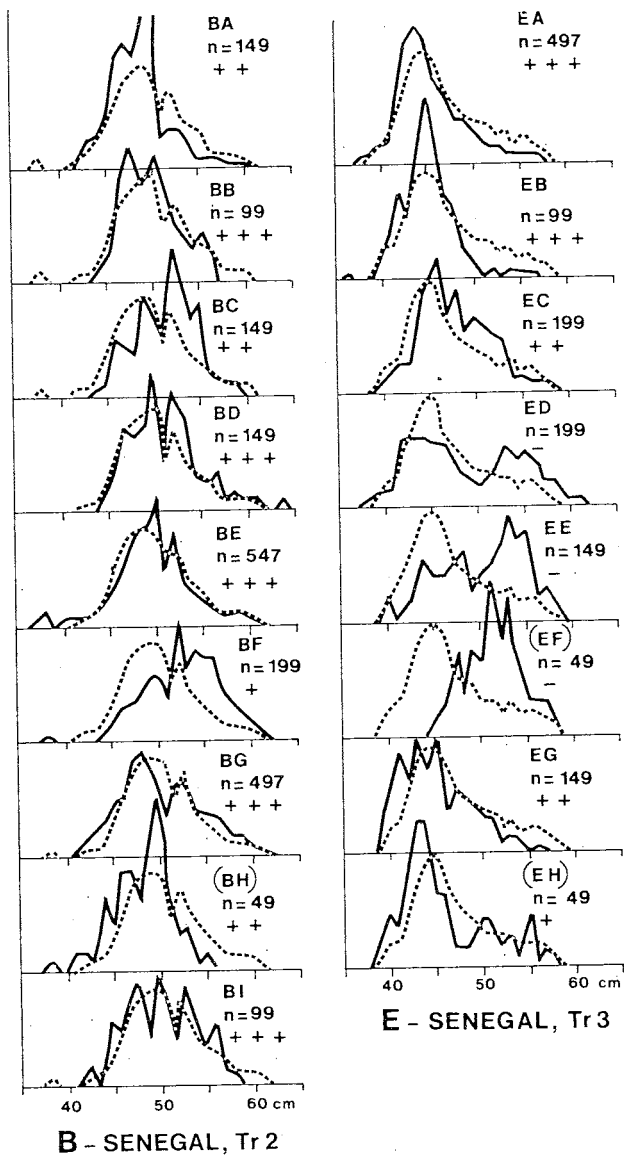 BA
n=149
+ +
BB
n=99
+ + +
BC
n=149
+ +
BD
n=149
+ + +
BE
n=547
+ + +
BF
n=199
+
BG
n=497
+ + +
(BH)
n=49
+ +
BI
n=99
+ + +
40 50 60 cm
B – SENEGAL, Tr 2
EA
n=497
+ + +
EB
n=99
+ + +
EC
n=199
+ +
ED
n=199
–
EE
n=149
–
(EF)
n=49
–
EG
n=149
+ +
(EH)
n=49
+
40 50 60 cm
E – SENEGAL, Tr 3